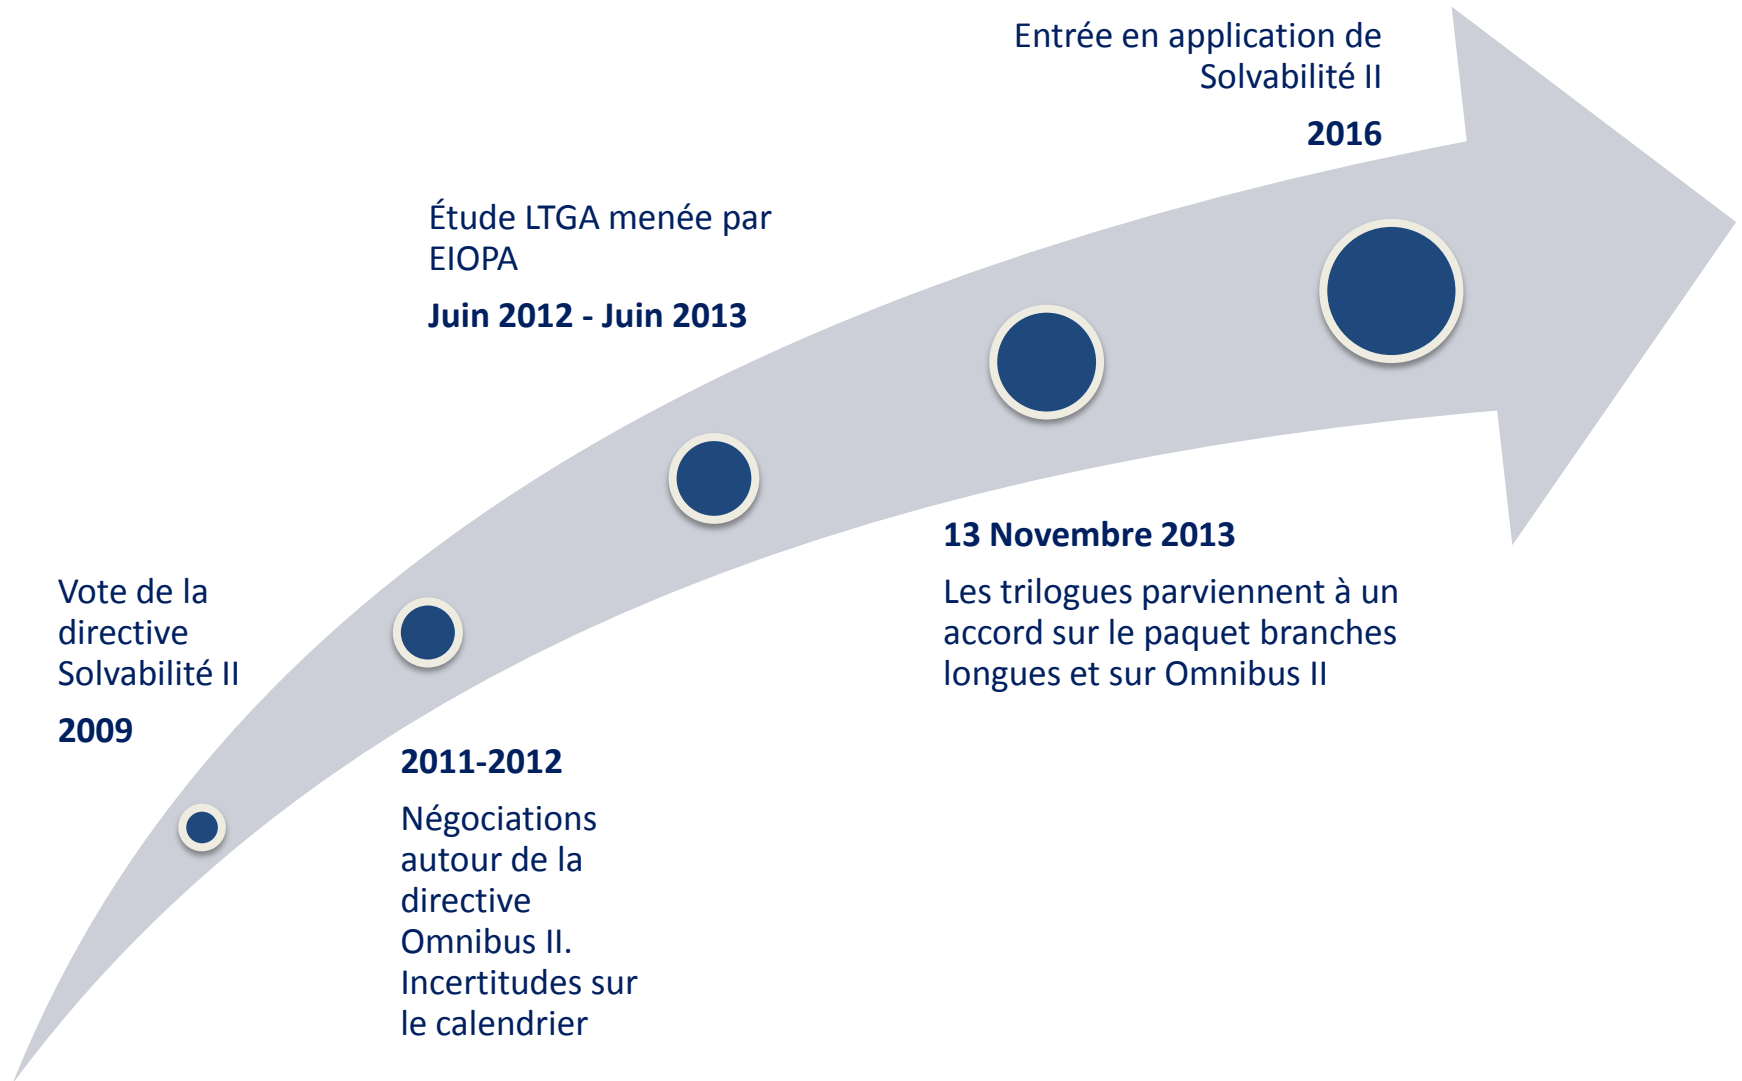 Vote de la
directive
Solvabilité II
2009
2011-2012
Négociations
autour de la
directive
Omnibus II.
Incertitudes sur
le calendrier
Étude LTGA menée par
EIOPA
Juin 2012 - Juin 2013
13 Novembre 2013
Les trilogues parviennent à un
accord sur le paquet branches
longues et sur Omnibus II
Entrée en application de
Solvabilité II
2016